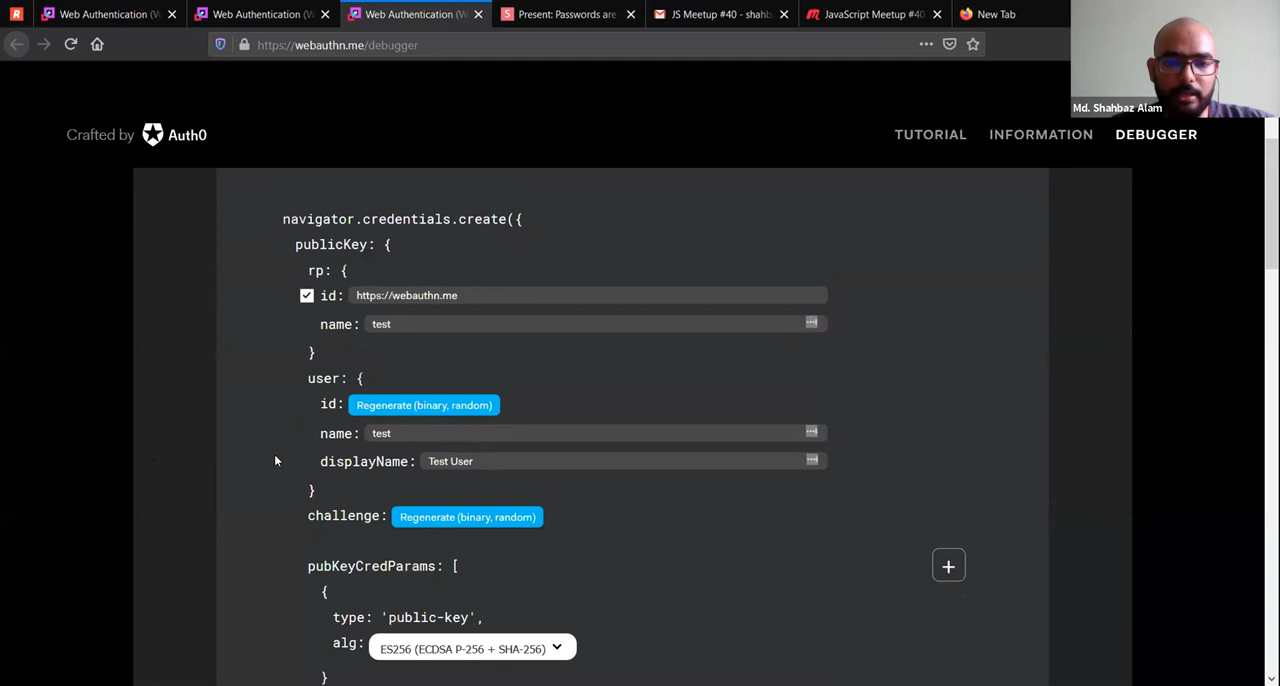 Web Authentication (W
Web Authentication (W
Web Authentication (W
Present: Passwords are
JS Meetup #40 - shahb
JavaScript Meetup #40
New Tab
https://webauthn.me/debugger
Md. Shahbaz Alam
Crafted by Auth0
TUTORIAL INFORMATION DEBUGGER
navigator.credentials.create({
publicKey: {
rp: {
id: https://webauthn.me
name: test
}
user: {
id: Regenerate (binary, random)
name: test
displayName: Test User
}
challenge: Regenerate (binary, random)
pubKeyCredParams: [
+
{
type: 'public-key',
alg: ES256 (ECDSA P-256 + SHA-256)
}